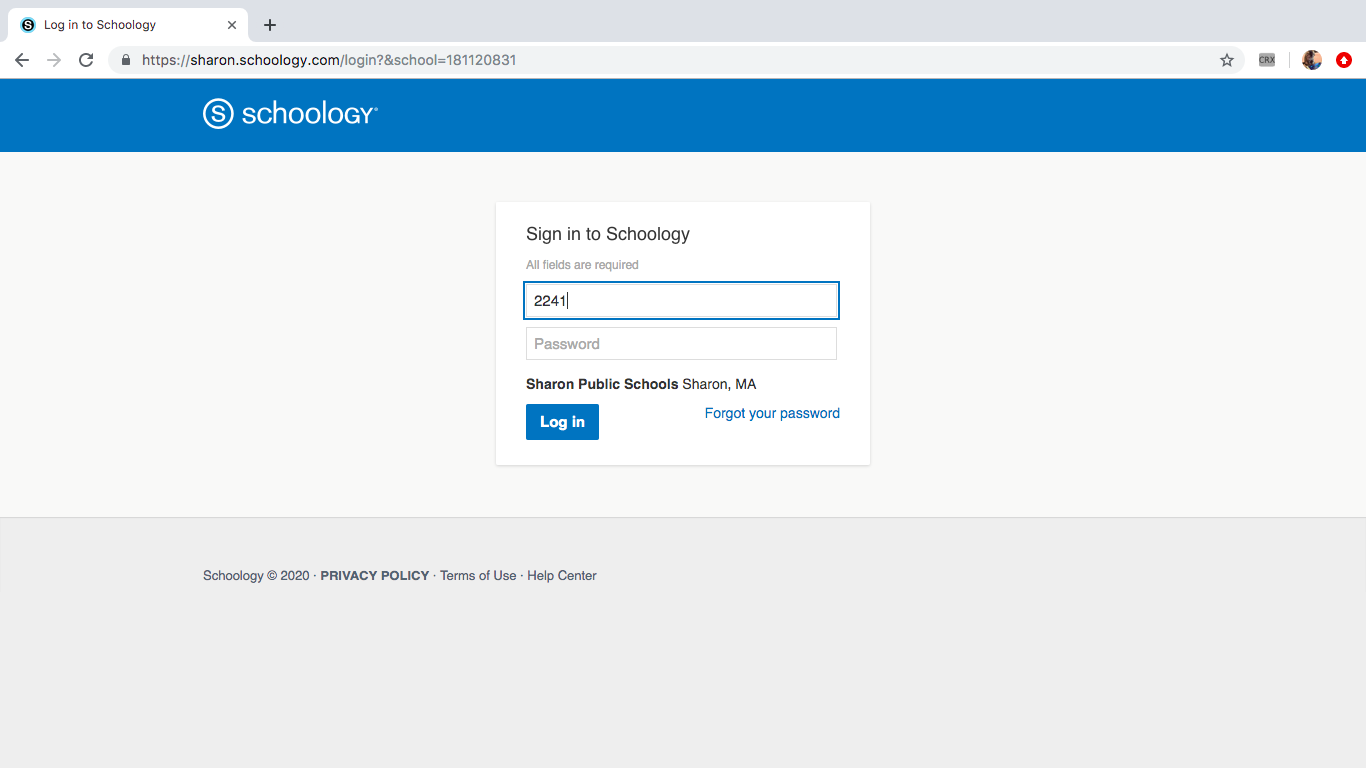 Log in to Schoology
https://sharon.schoology.com/login?&school=181120831
CRX
S schoology
Sign in to Schoology
All fields are required
2241
Password
Sharon Public Schools Sharon, MA
Log in
Forgot your password
Schoology © 2020 · PRIVACY POLICY · Terms of Use · Help Center